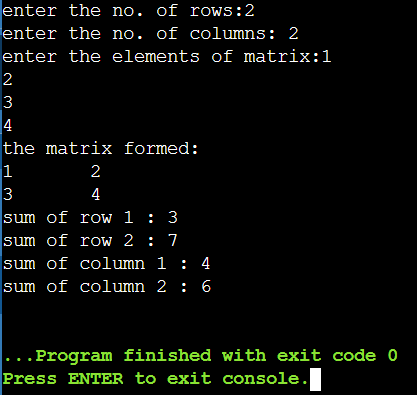 enter the no. of rows:2
enter the no. of columns: 2
enter the elements of matrix:1
2
3
4
the matrix formed:
1       2
3       4
sum of row 1 : 3
sum of row 2 : 7
sum of column 1 : 4
sum of column 2 : 6
...Program finished with exit code 0
Press ENTER to exit console.